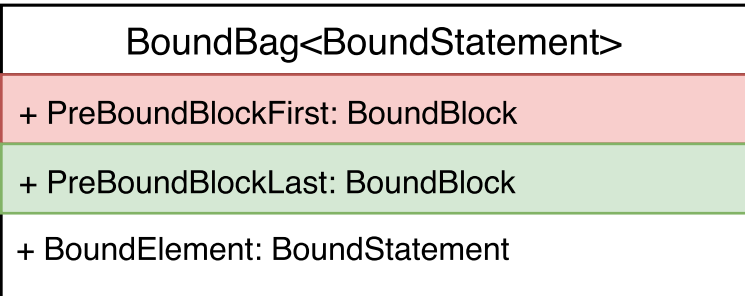 BoundBag<BoundStatement>
+ PreBoundBlockFirst: BoundBlock
+ PreBoundBlockLast: BoundBlock
+ BoundElement: BoundStatement